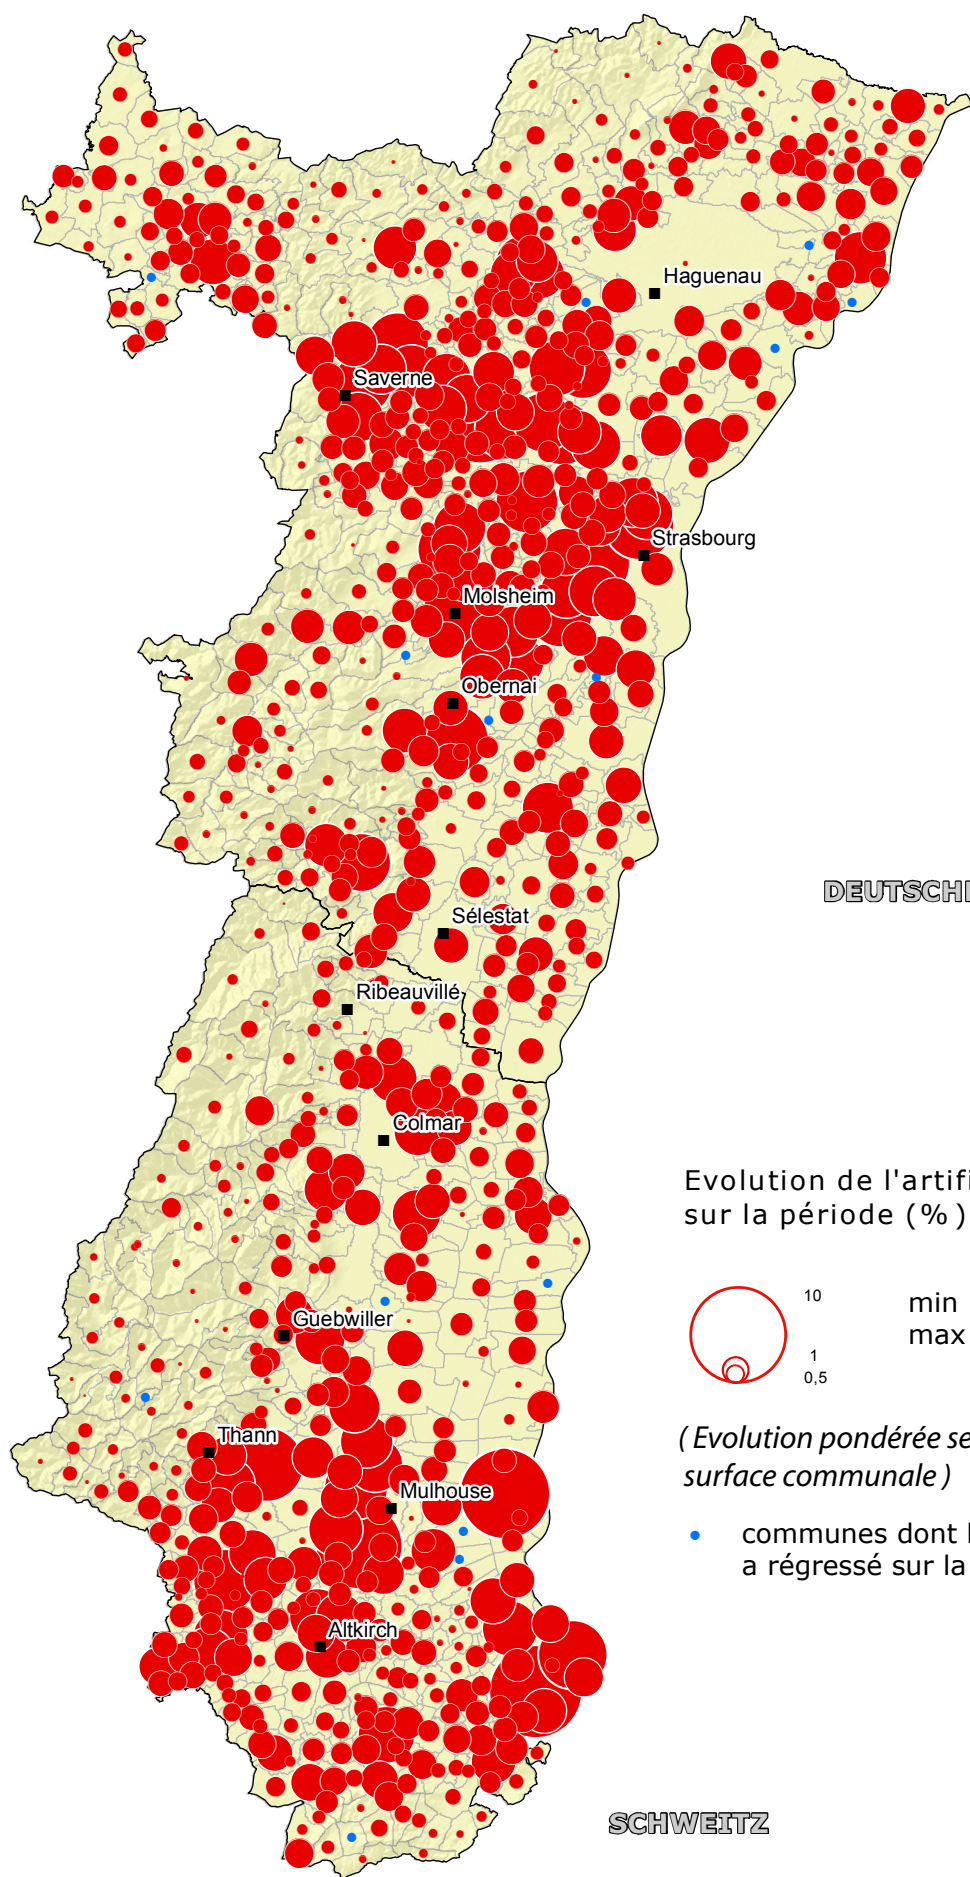 Haguenau
Saverne
Strasbourg
Molsheim
Obernai
DEUTSCH
Sélestat
Ribeauvillé
Colmar
Evolution de l'artifi
sur la période (%)
10
min
max
1
0,5
Guebwiller
(Evolution pondérée se
surface communale)
Thann
Mulhouse
communes dont l
a régressé sur la
Altkirch
SCHWEITZ